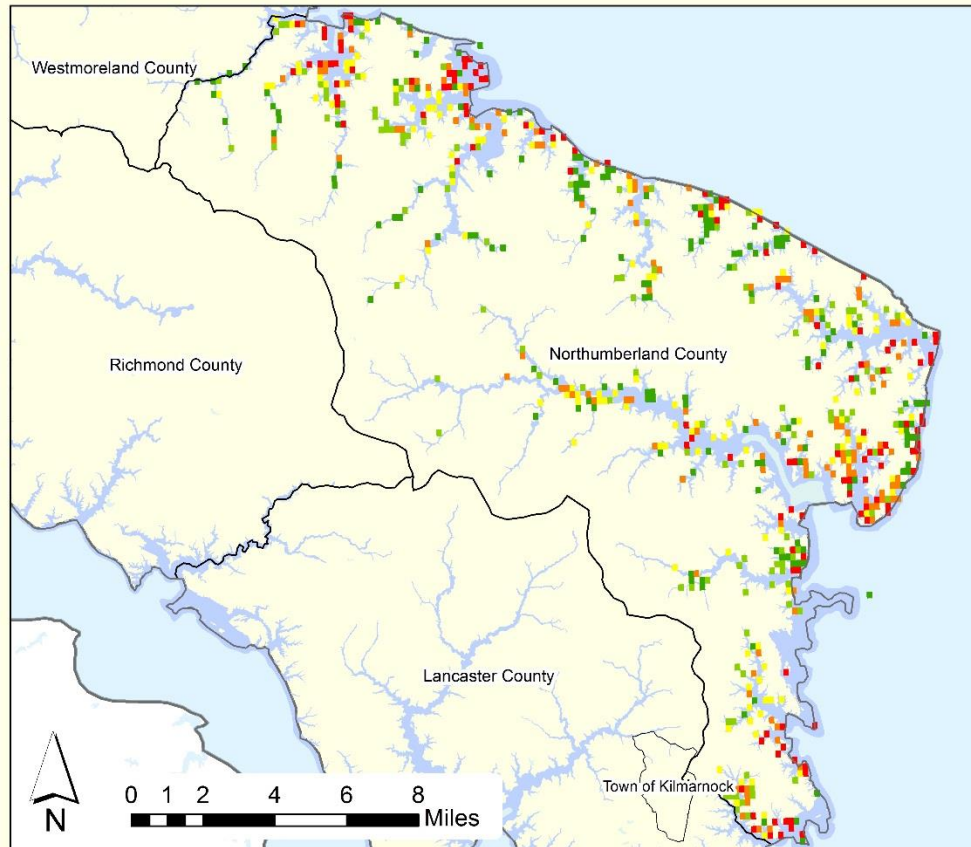 Westmoreland County
Richmond County
Northumberland County
Lancaster County
Town of Kilmarnock
N
0 1 2 4 6 8
Miles